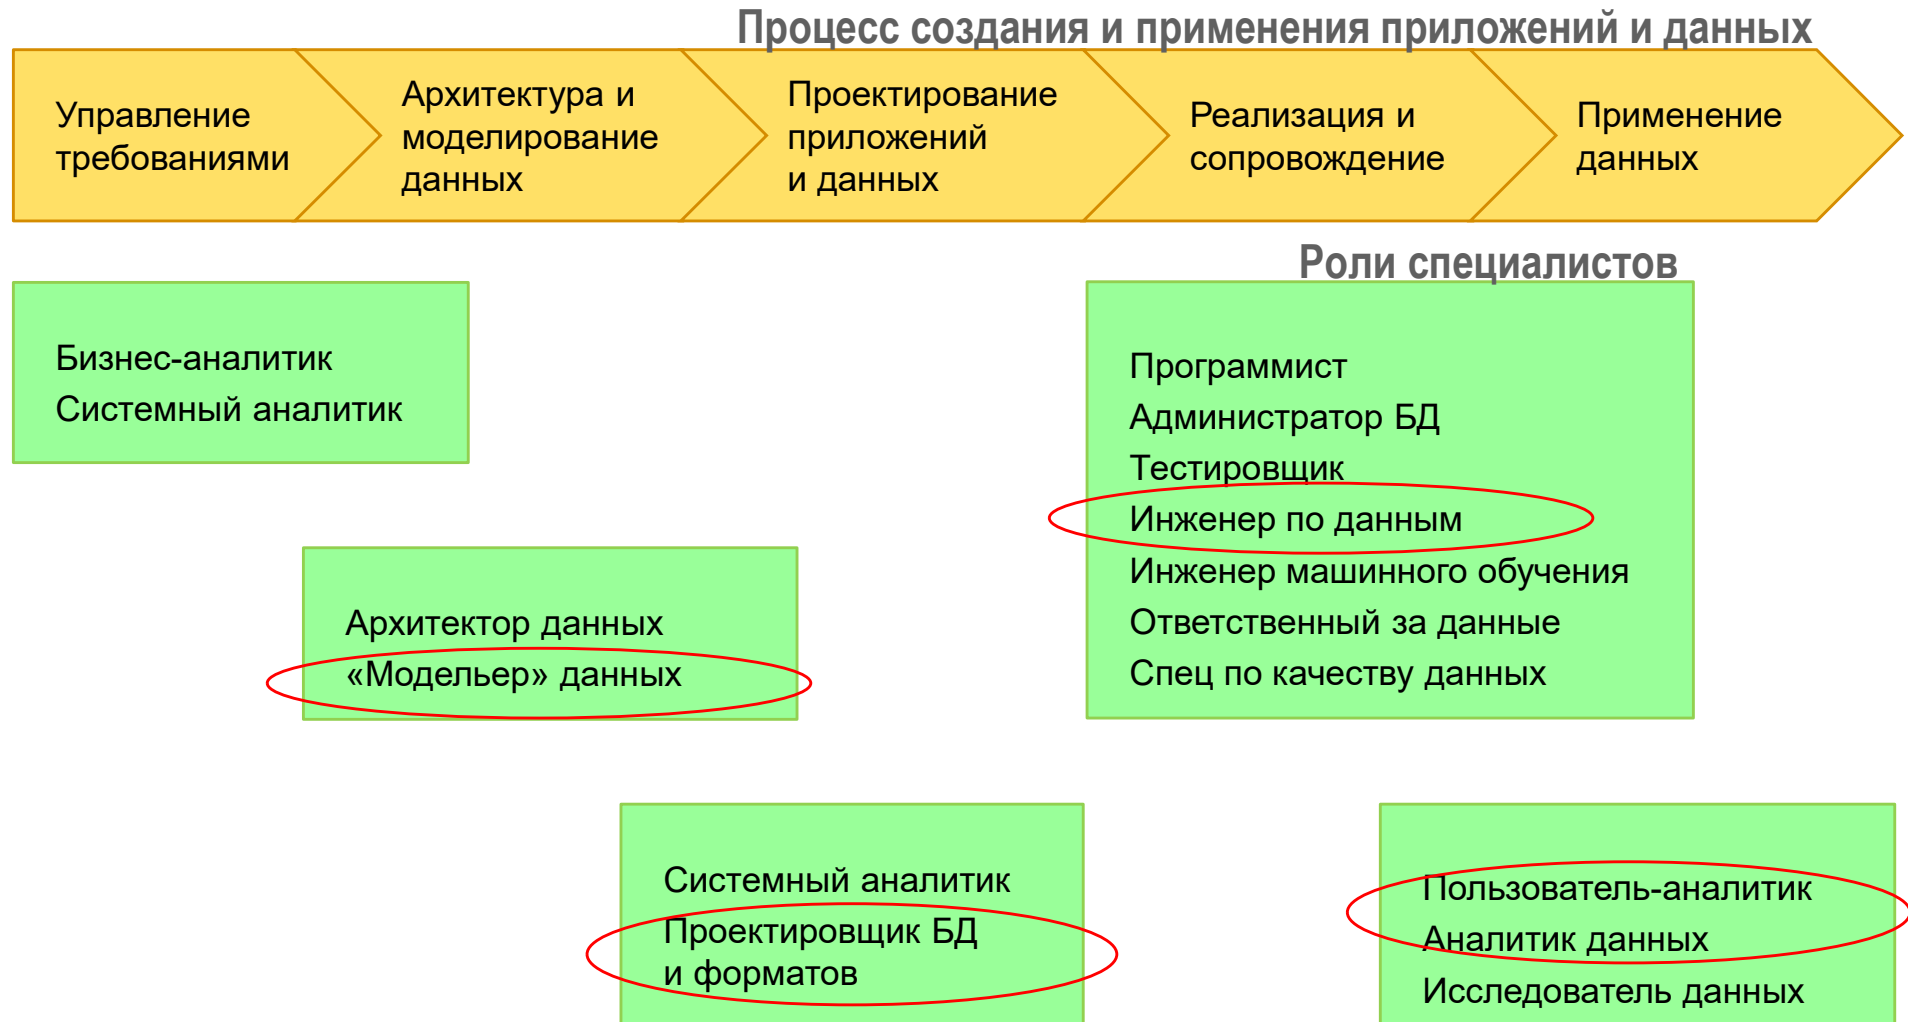 Процесс создания и применения приложений и данных
Управление
требованиями
Архитектура и
моделирование
данных
Проектирование
приложений
и данных
Реализация и
сопровождение
Применение
данных
Роли специалистов
Бизнес-аналитик
Системный аналитик
Программист
Администратор БД
Тестировщик
Инженер по данным
Инженер машинного обучения
Ответственный за данные
Спец по качеству данных
Архитектор данных
«Модельер» данных
Системный аналитик
Проектировщик БД
и форматов
Пользователь-аналитик
Аналитик данных
Исследователь данных